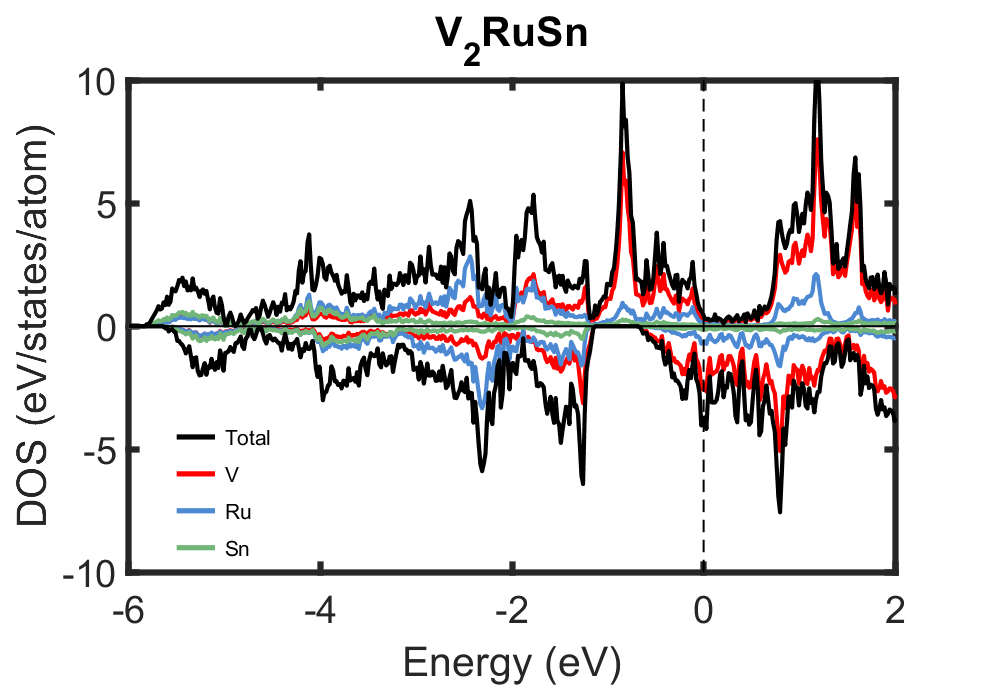 V2RuSn
DOS (eV/states/atom)
10
5
0
-5
-10
Total
V
Ru
Sn
-6 -4 -2 0 2
Energy (eV)